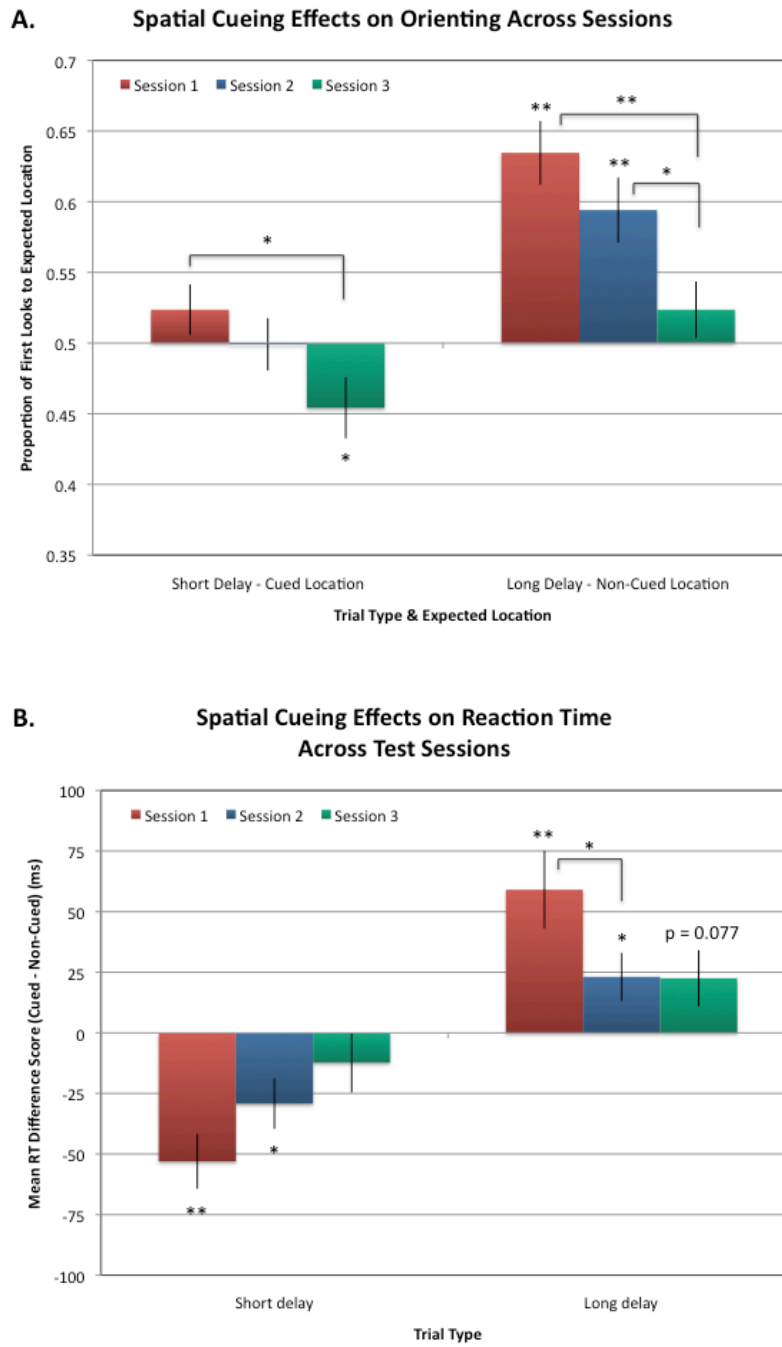 A.
Spatial Cueing Effects on Orienting Across Sessions
Proportion of First Looks to Expected Location
0.7
0.65
0.6
0.55
0.5
0.45
0.4
0.35
Session 1 Session 2 Session 3
*
*
**
**
**
*
Short Delay - Cued Location Long Delay - Non-Cued Location
Trial Type & Expected Location
B.
Spatial Cueing Effects on Reaction Time
Across Test Sessions
Mean RT Difference Score (Cued - Non-Cued) (ms)
100
75
50
25
0
-25
-50
-75
-100
Session 1 Session 2 Session 3
**
*
**
*
*
p = 0.077
Short delay Long delay
Trial Type